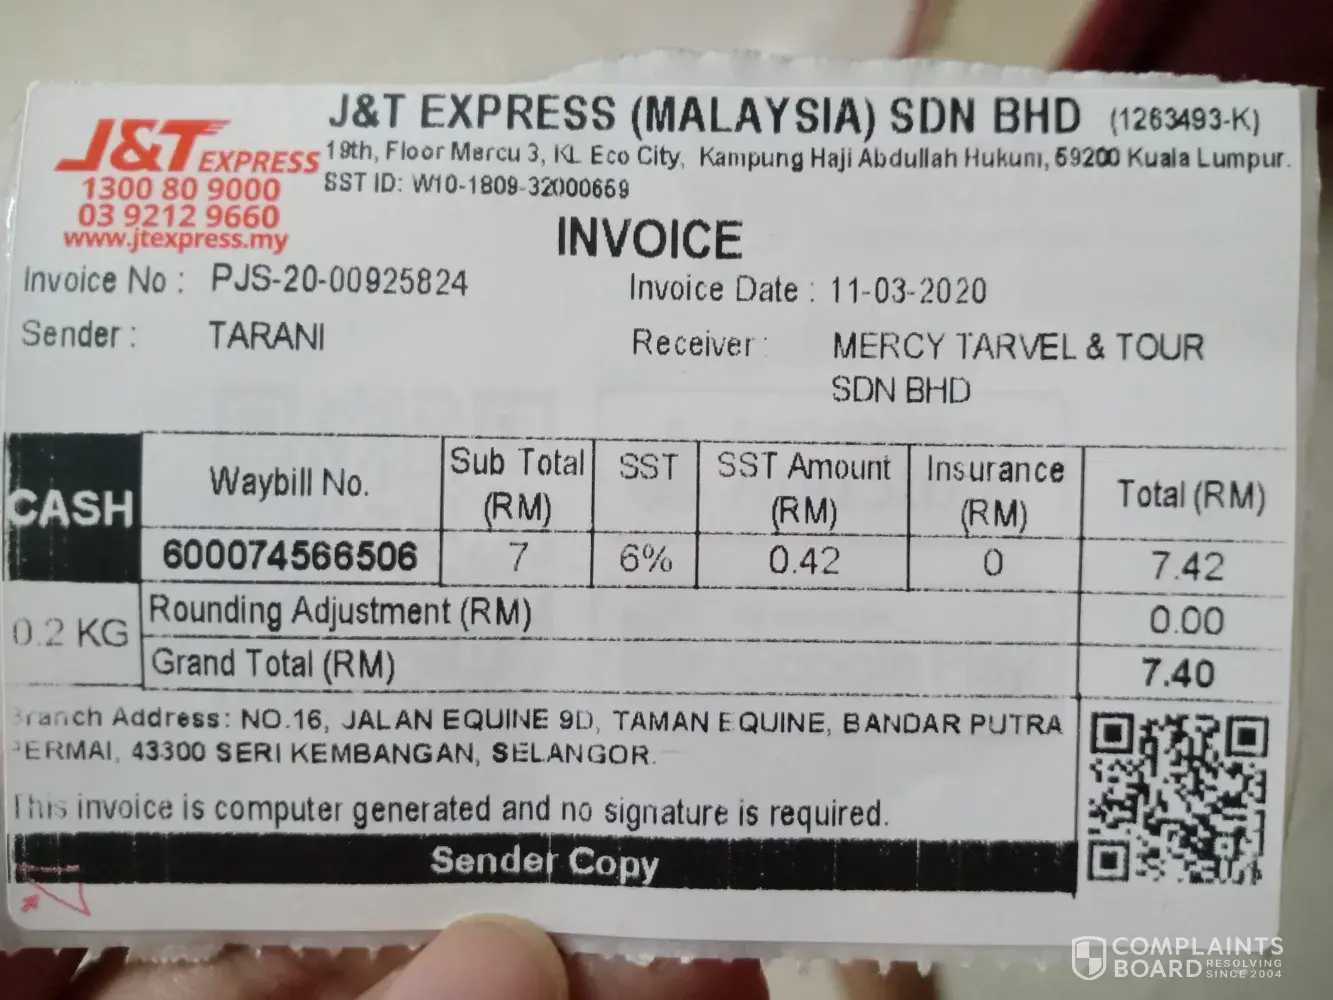 J&T EXPRESS (MALAYSIA) SDN BHD (1263493-K)
J&T EXPRESS
19th, Floor Mercu 3, KL Eco City, Kampung Haji Abdullah Hukum, 59200 Kuala Lumpur.
1300 80 9000
SST ID: W10-1809-32000659
03 9212 9660
www.jtexpress.my
INVOICE
Invoice No : PJS-20-00925824
Invoice Date : 11-03-2020
Sender : TARANI
Receiver : MERCY TARVEL & TOUR
SDN BHD
CASH
Waybill No.
Sub Total (RM)
SST
SST Amount (RM)
Insurance (RM)
Total (RM)
600074566506 7 6% 0.42 0 7.42
0.2 KG
Rounding Adjustment (RM) 0.00
Grand Total (RM) 7.40
Branch Address: NO.16, JALAN EQUINE 9D, TAMAN EQUINE, BANDAR PUTRA
PERMAI, 43300 SERI KEMBANGAN, SELANGOR.
This invoice is computer generated and no signature is required.
Sender Copy
COMPLAINTS
BOARD RESOLVING
SINCE 2004